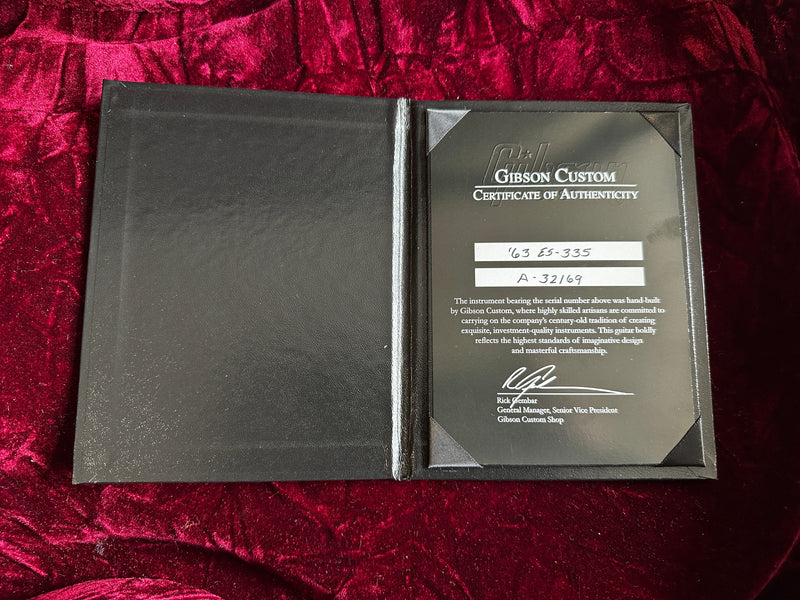 Gibson
GIBSON CUSTOM
CERTIFICATE OF AUTHENTICITY
'63 ES-335
A-32169
The instrument bearing the serial number above was hand-built
by Gibson Custom, where highly skilled artisans are committed to
carrying on the company's century-old tradition of creating
exquisite, investment-quality instruments. This guitar boldly
reflects the highest standards of imaginative design
and masterful craftsmanship.
Rick Gembar
General Manager, Senior Vice President
Gibson Custom Shop